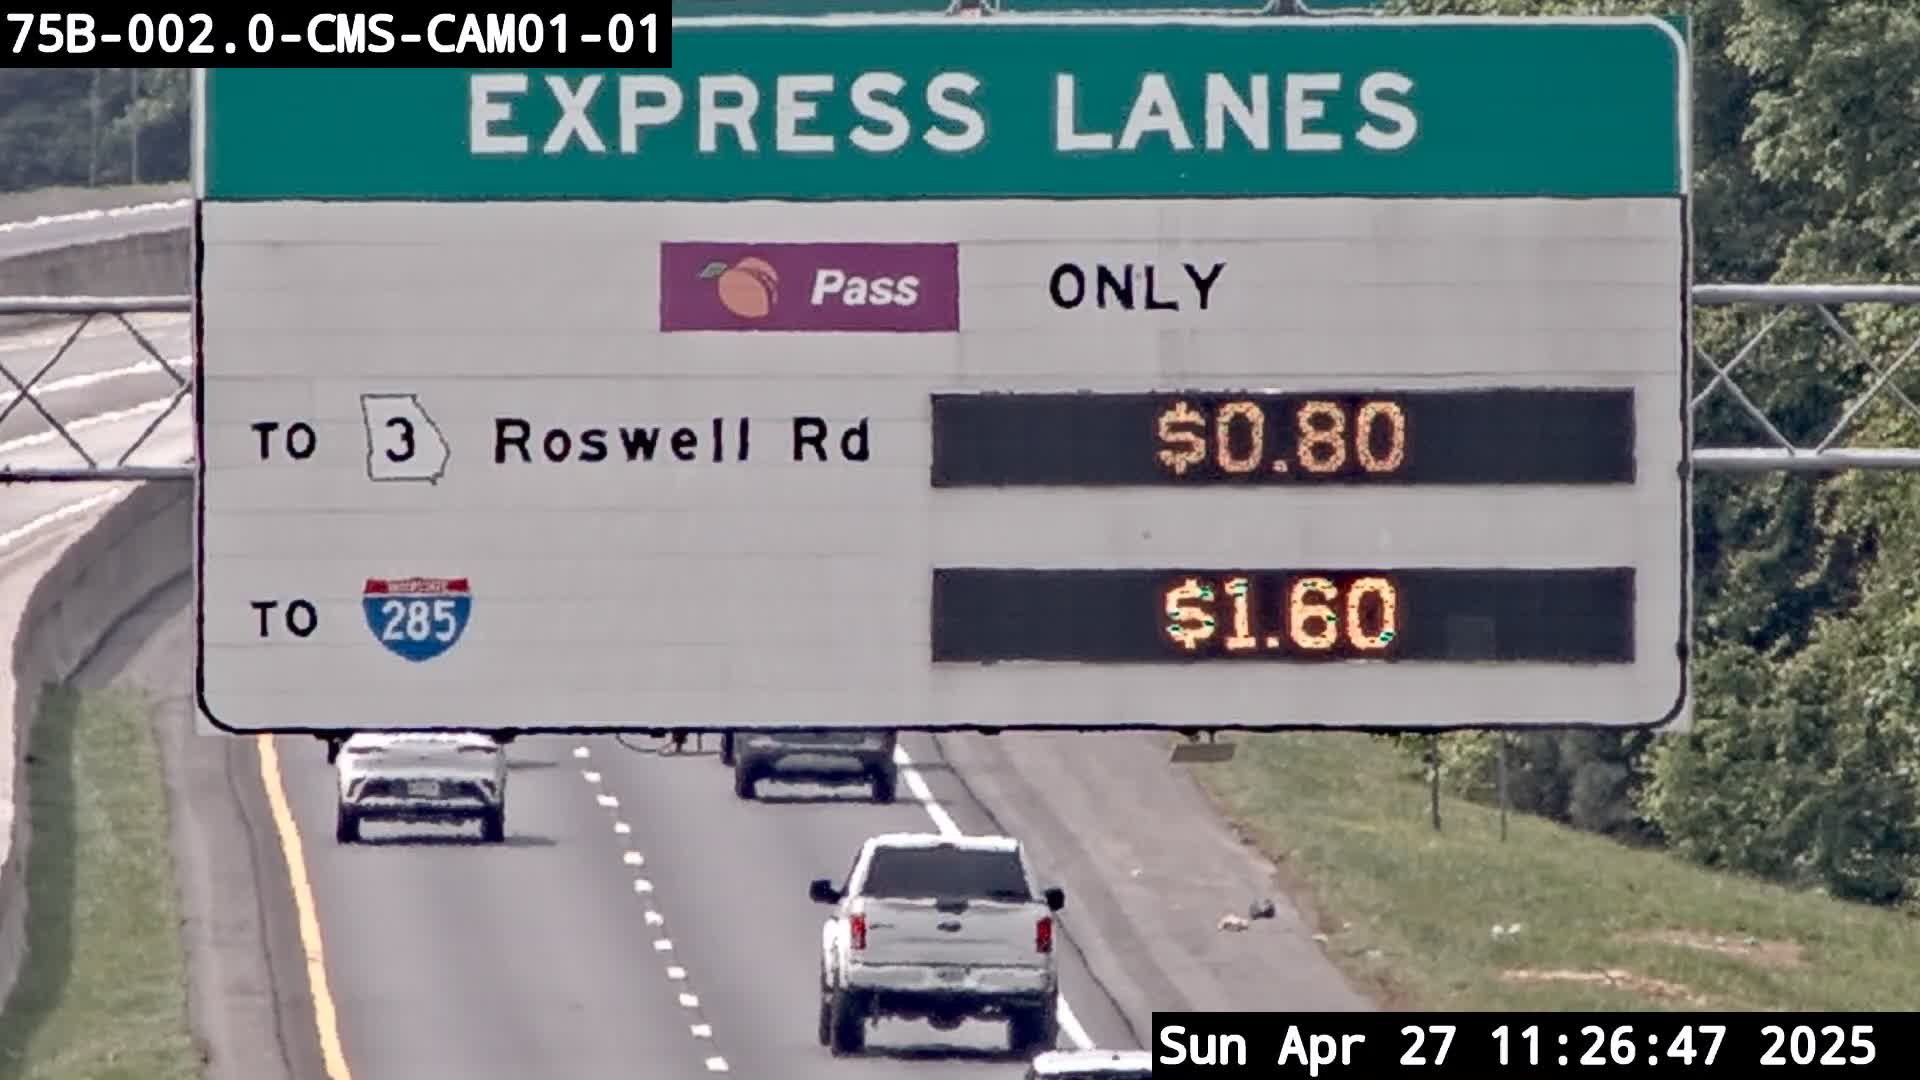 75B-002.0-CMS-CAM01-01
EXPRESS LANES
Pass ONLY
TO 3 Roswell Rd $0.80
TO 285 $1.60
Sun Apr 27 11:26:47 2025